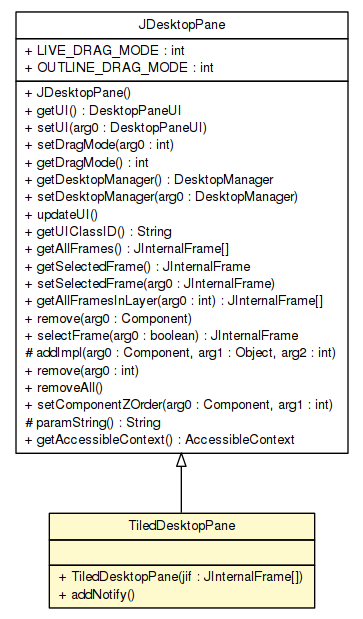 JDesktopPane
+ LIVE_DRAG_MODE : int
+ OUTLINE_DRAG_MODE : int
+ JDesktopPane()
+ getUI() : DesktopPaneUI
+ setUI(arg0 : DesktopPaneUI)
+ setDragMode(arg0 : int)
+ getDragMode() : int
+ getDesktopManager() : DesktopManager
+ setDesktopManager(arg0 : DesktopManager)
+ updateUI()
+ getUIClassID() : String
+ getAllFrames() : JInternalFrame[]
+ getSelectedFrame() : JInternalFrame
+ setSelectedFrame(arg0 : JInternalFrame)
+ getAllFramesInLayer(arg0 : int) : JInternalFrame[]
+ remove(arg0 : Component)
+ selectFrame(arg0 : boolean) : JInternalFrame
# addImpl(arg0 : Component, arg1 : Object, arg2 : int)
+ remove(arg0 : int)
+ removeAll()
+ setComponentZOrder(arg0 : Component, arg1 : int)
# paramString() : String
+ getAccessibleContext() : AccessibleContext
TiledDesktopPane
+ TiledDesktopPane(jif : JInternalFrame[])
+ addNotify()